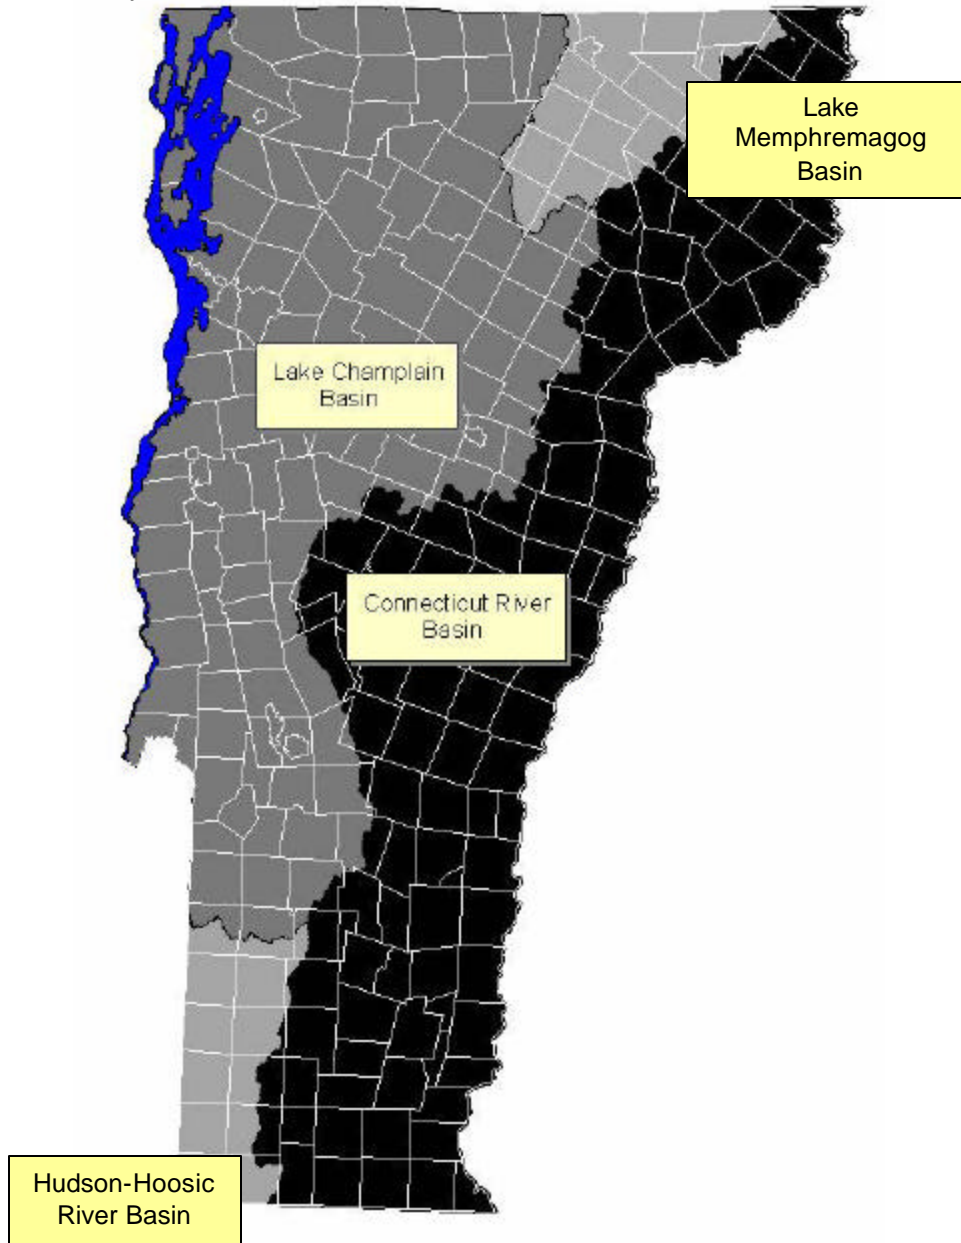 Lake
Memphremagog
Basin
Lake Champlain
Basin
Connecticut River
Basin
Hudson-Hoosic
River Basin